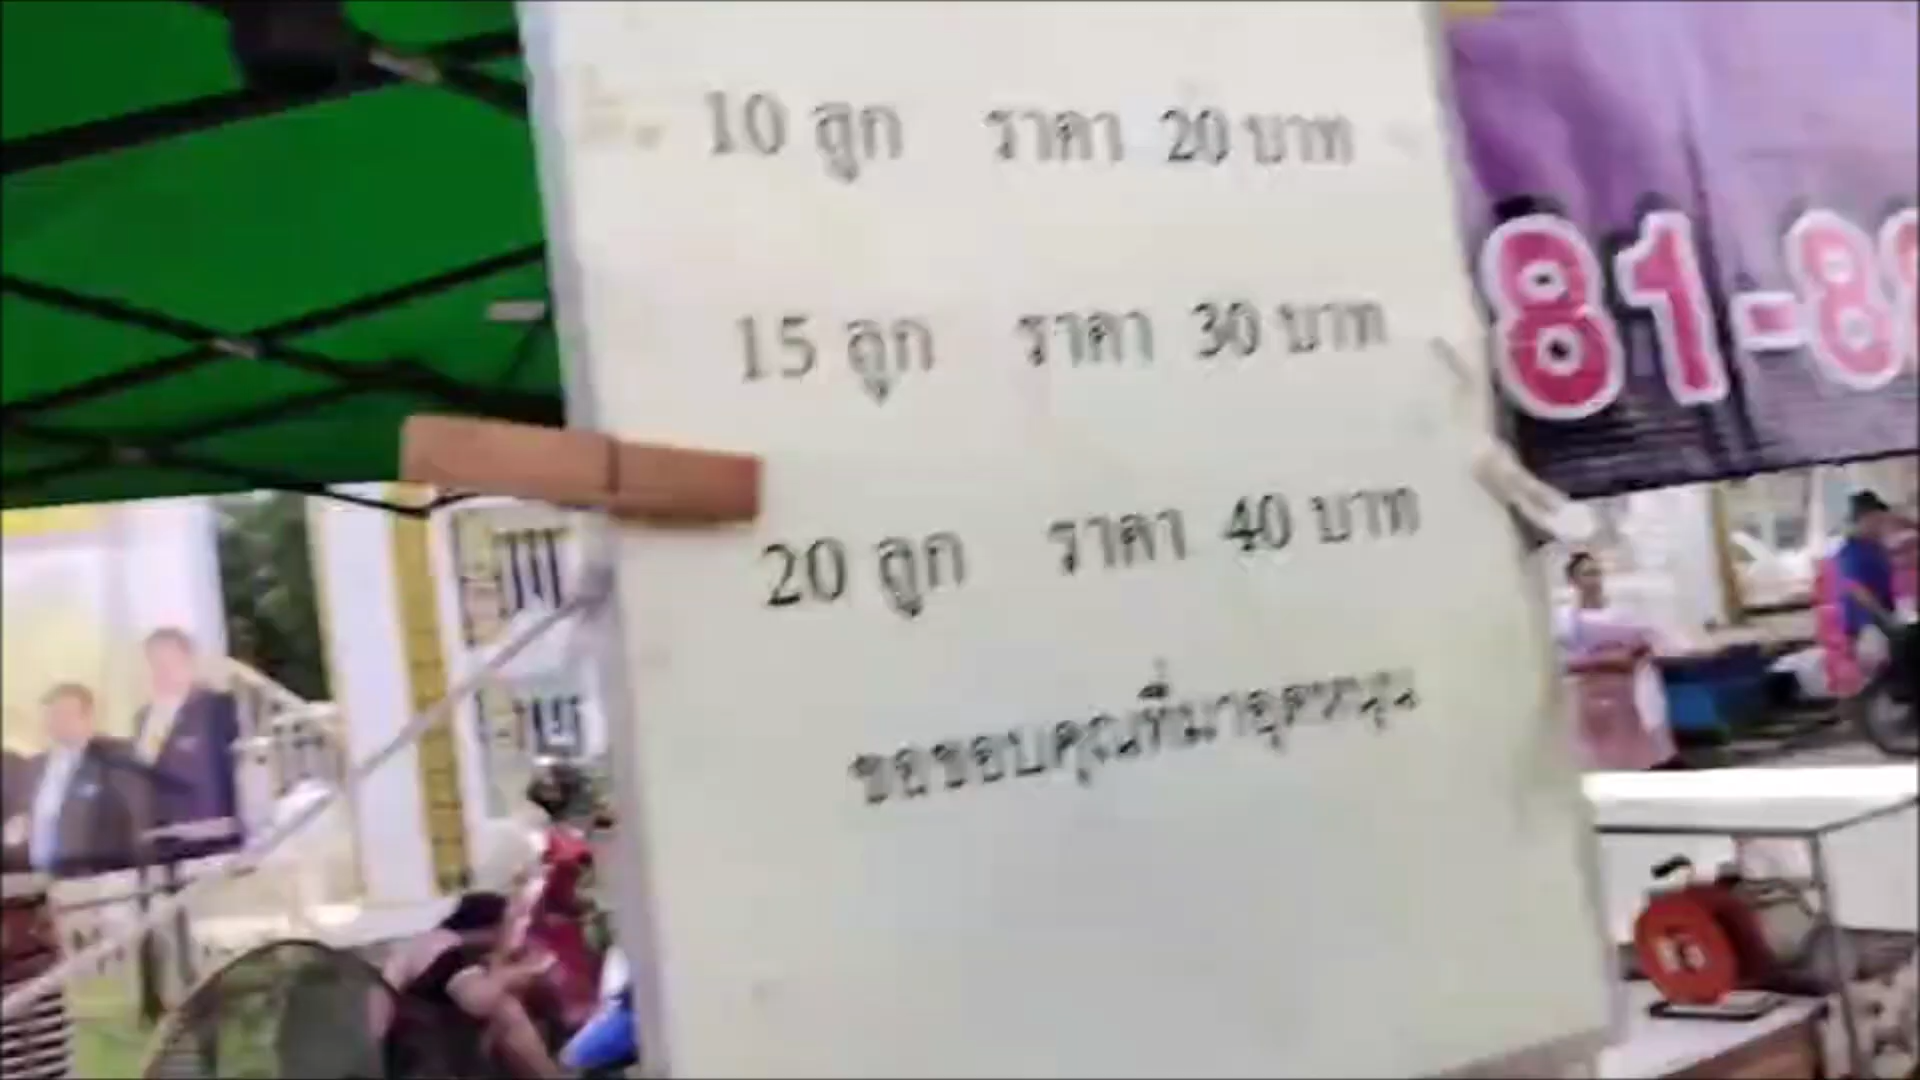 10 ลูก ราคา 20 บาท
15 ลูก ราคา 30 บาท
20 ลูก ราคา 40 บาท
ขอขอบคุณที่มาอุดหนุน
81-8